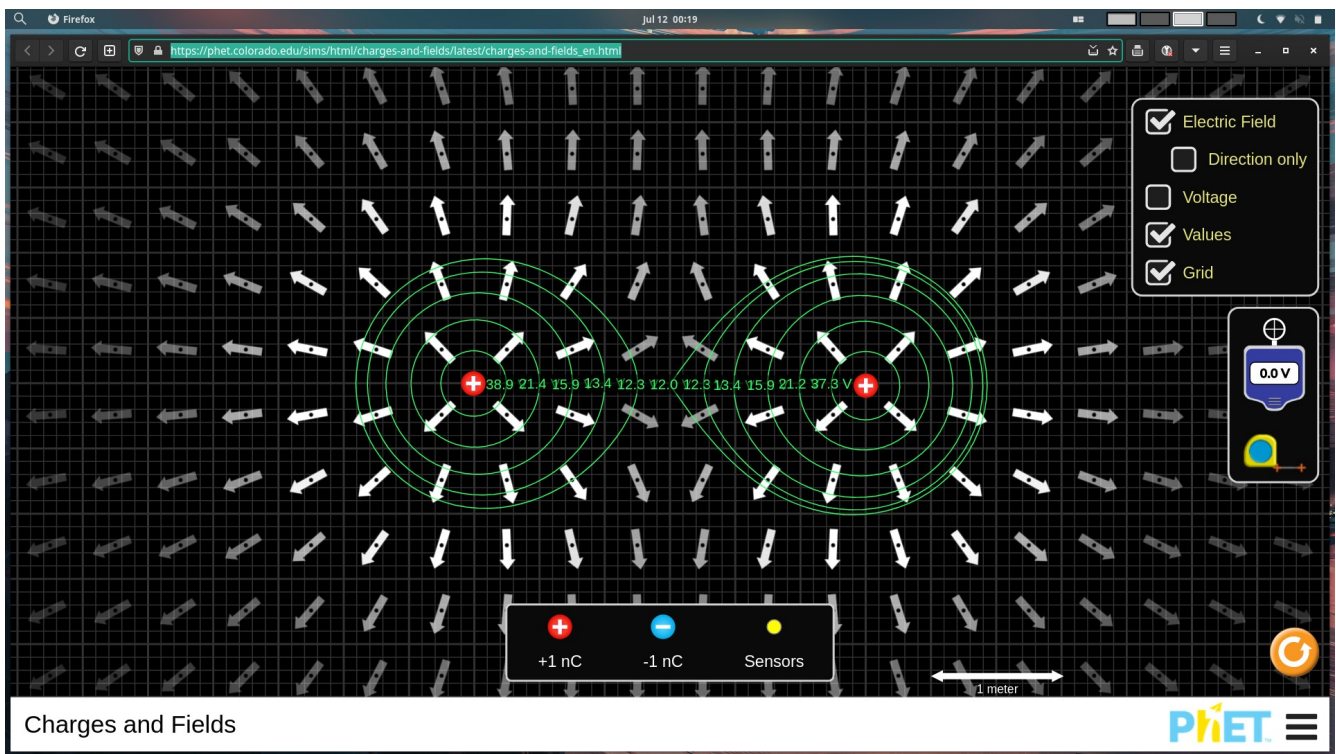 Firefox
Jul 12 00:19
https://phet.colorado.edu/sims/html/charges-and-fields/latest/charges-and-fields_en.html
Electric Field
Direction only
Voltage
Values
Grid
0.0 V
38.9 V 21.4 V 15.9 V 13.4 V 12.3 V 12.0 V 12.3 V 13.4 V 15.9 V 21.2 V 37.3 V
+1 nC
-1 nC
Sensors
1 meter
Charges and Fields
PhET